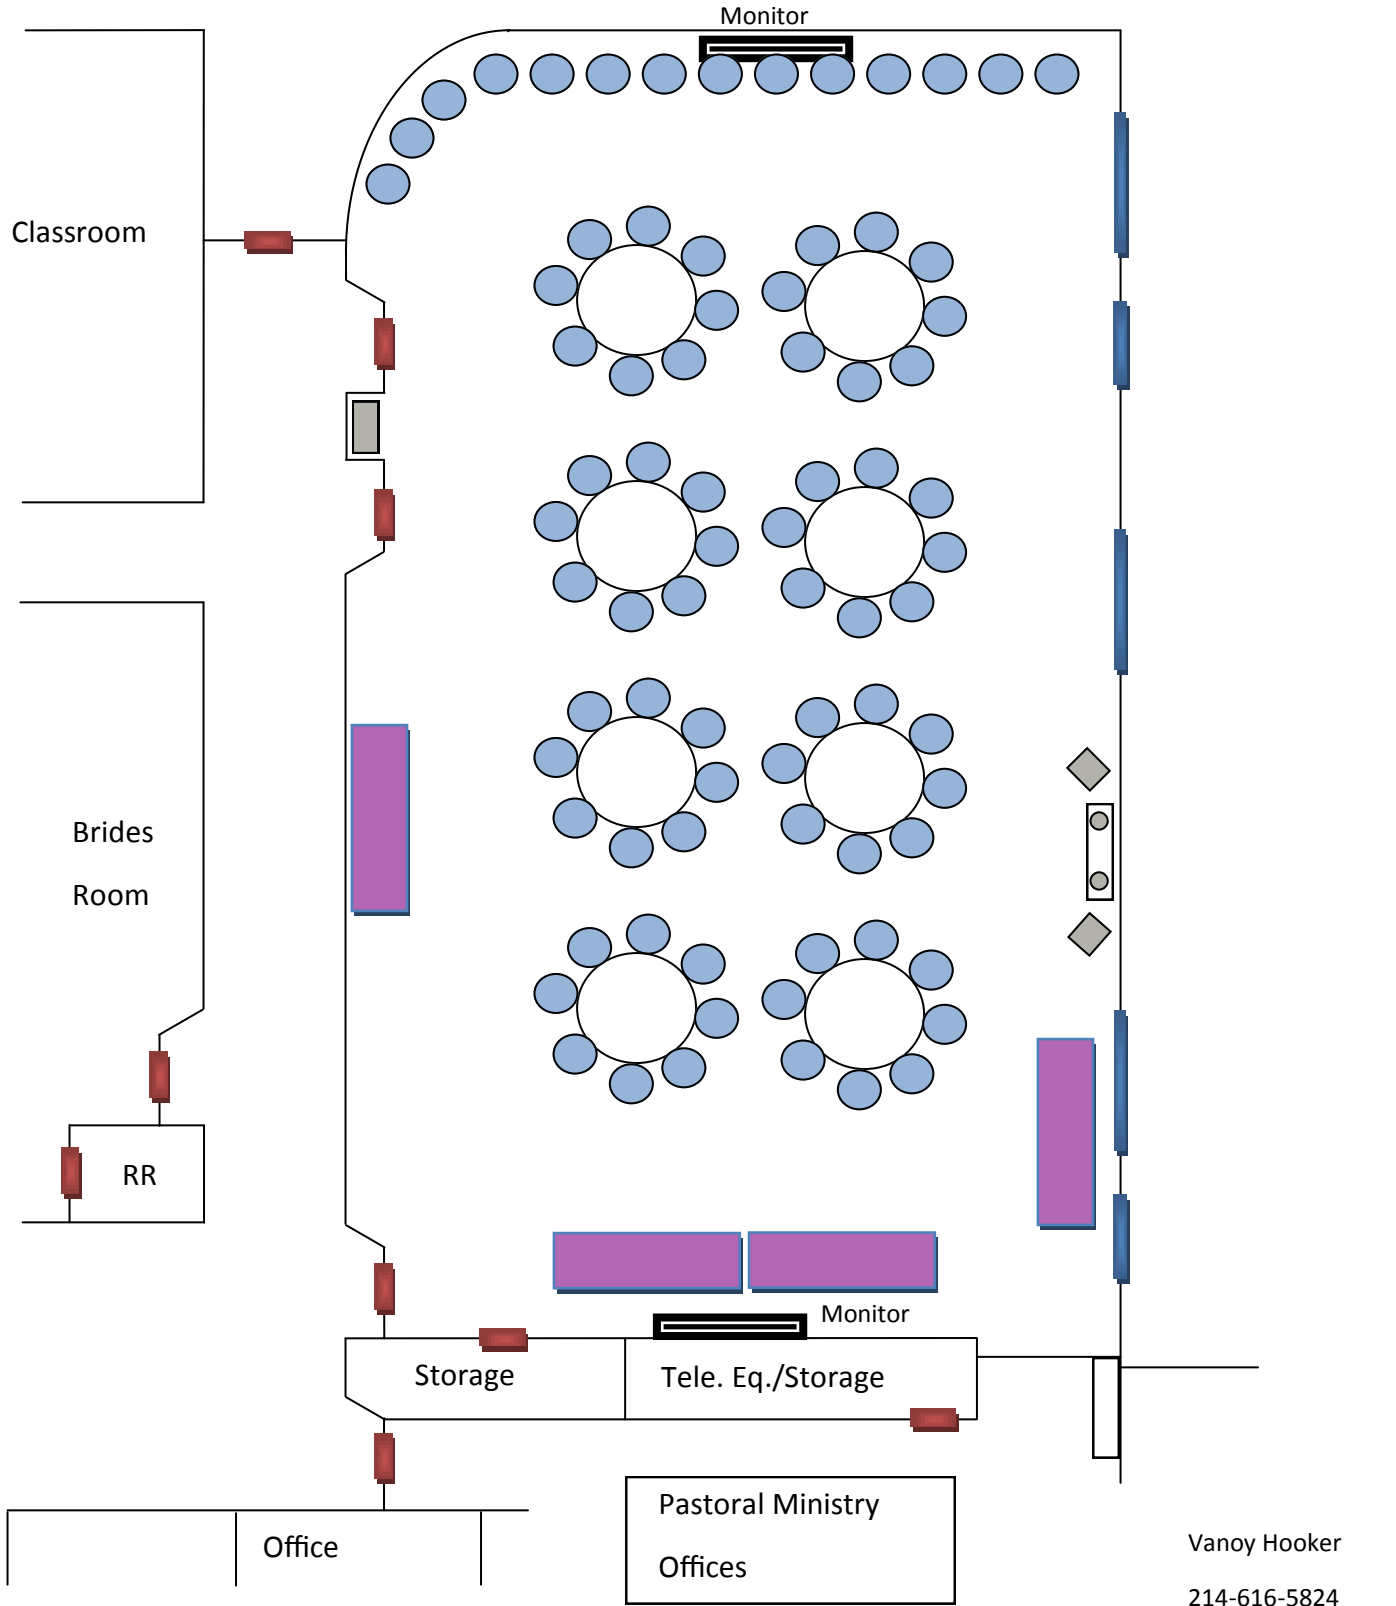 Monitor
Classroom
Brides
Room
RR
Monitor
Storage
Tele. Eq./Storage
Pastoral Ministry
Offices
Office
Vanoy Hooker
214-616-5824